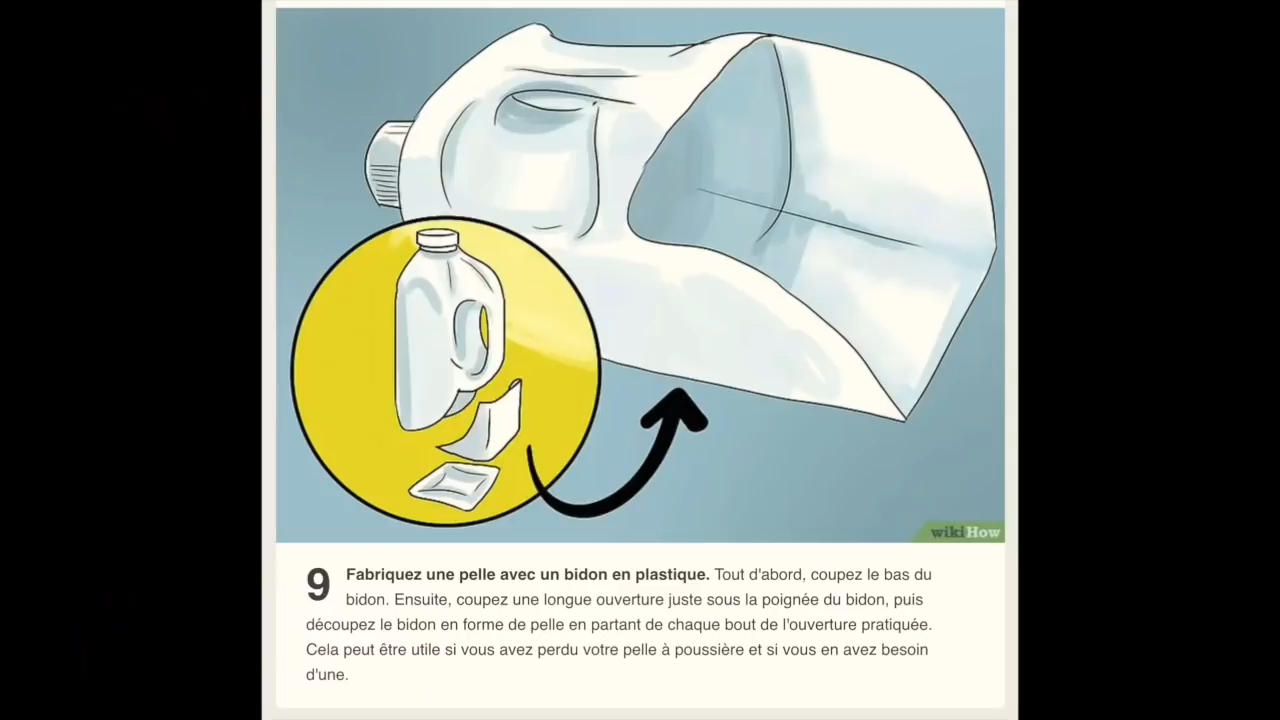 wikiHow
9 Fabriquez une pelle avec un bidon en plastique. Tout d'abord, coupez le bas du
bidon. Ensuite, coupez une longue ouverture juste sous la poignée du bidon, puis
découpez le bidon en forme de pelle en partant de chaque bout de l'ouverture pratiquée.
Cela peut être utile si vous avez perdu votre pelle à poussière et si vous en avez besoin
d'une.